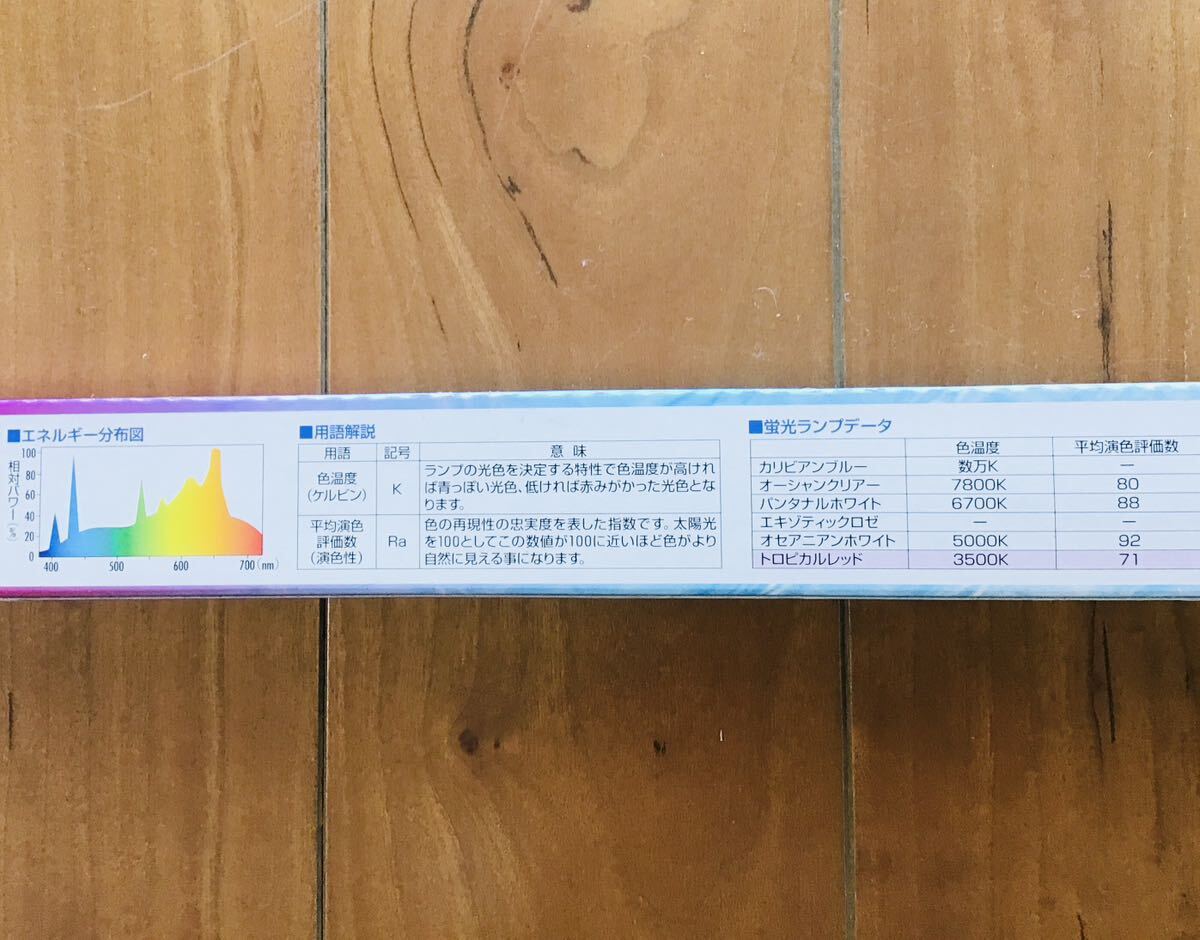 ■エネルギー分布図
相対パワー(%)
100
80
60
40
20
0
400 500 600 700(nm)
■用語解説
用語 記号 意味
色温度(ケルビン) K ランプの光色を決定する特性で色温度が高ければ青っぽい光色、低ければ赤みがかった光色となります。
平均演色評価数(演色性) Ra 色の再現性の忠実度を表した指数です。太陽光を100としてこの数値が100に近いほど色がより自然に見える事になります。
■蛍光ランプデータ
色温度 平均演色評価数
カリビアンブルー 数万K ー
オーシャンクリアー 7800K 80
パンタナルホワイト 6700K 88
エキゾティックロゼ ー ー
オセアニアンホワイト 5000K 92
トロピカルレッド 3500K 71